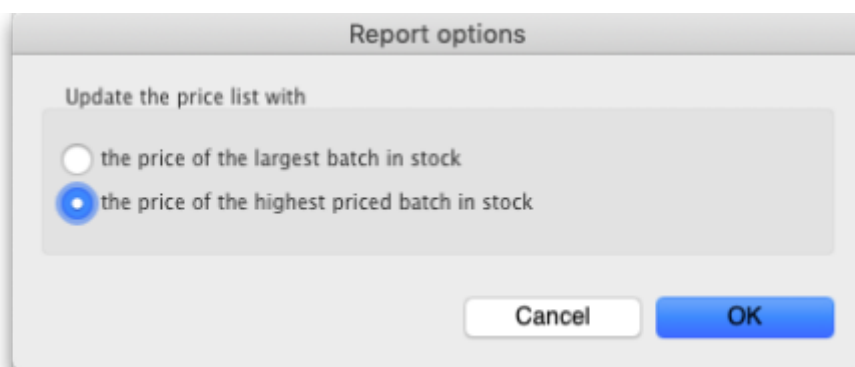 Report options
Update the price list with
the price of the largest batch in stock
the price of the highest priced batch in stock
Cancel
OK